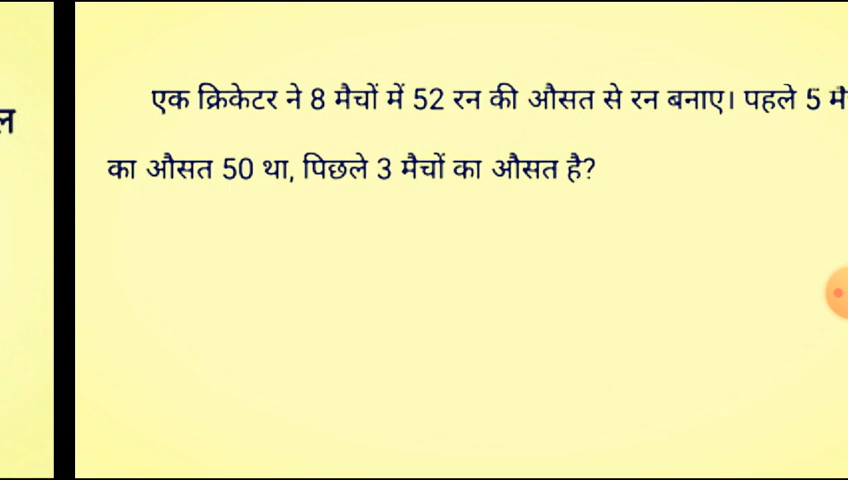 एक क्रिकेटर ने 8 मैचों में 52 रन की औसत से रन बनाए। पहले 5
का औसत 50 था, पिछले 3 मैचों का औसत है?